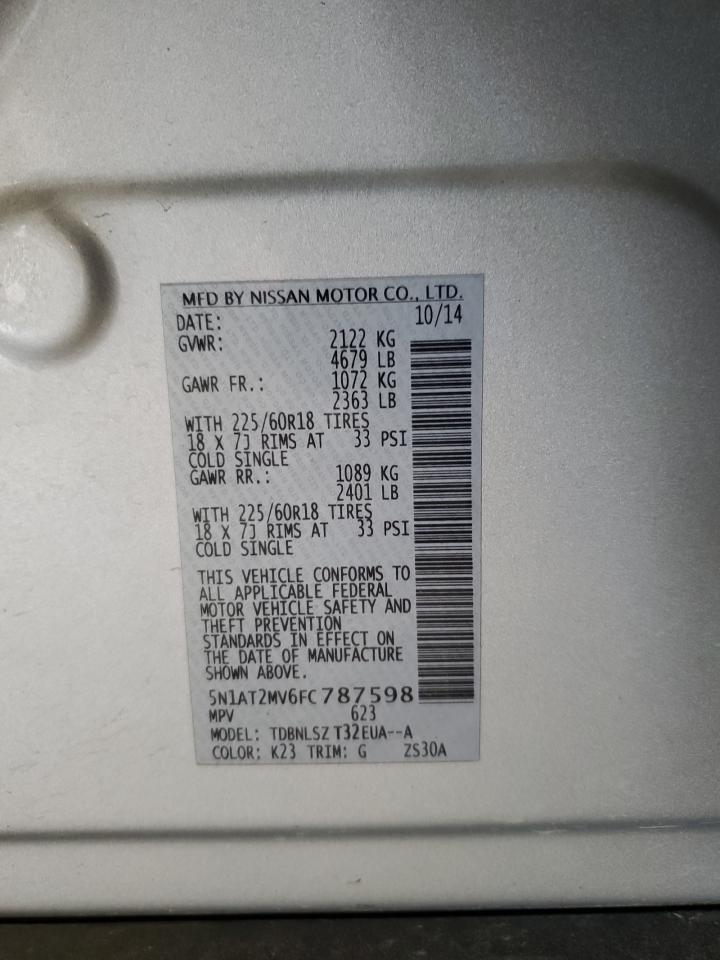 MFD BY NISSAN MOTOR CO., LTD.
DATE: 10/14
GVWR: 2122 KG
4679 LB
GAWR FR.: 1072 KG
2363 LB
WITH 225/60R18 TIRES
18 X 7J RIMS AT 33 PSI
COLD SINGLE
GAWR RR.: 1089 KG
2401 LB
WITH 225/60R18 TIRES
18 X 7J RIMS AT 33 PSI
COLD SINGLE
THIS VEHICLE CONFORMS TO
ALL APPLICABLE FEDERAL
MOTOR VEHICLE SAFETY AND
THEFT PREVENTION
STANDARDS IN EFFECT ON
THE DATE OF MANUFACTURE
SHOWN ABOVE.
5N1AT2MV6FC787598
MPV 623
MODEL: TDBNLSZ T32EUA--A
COLOR: K23 TRIM: G ZS30A